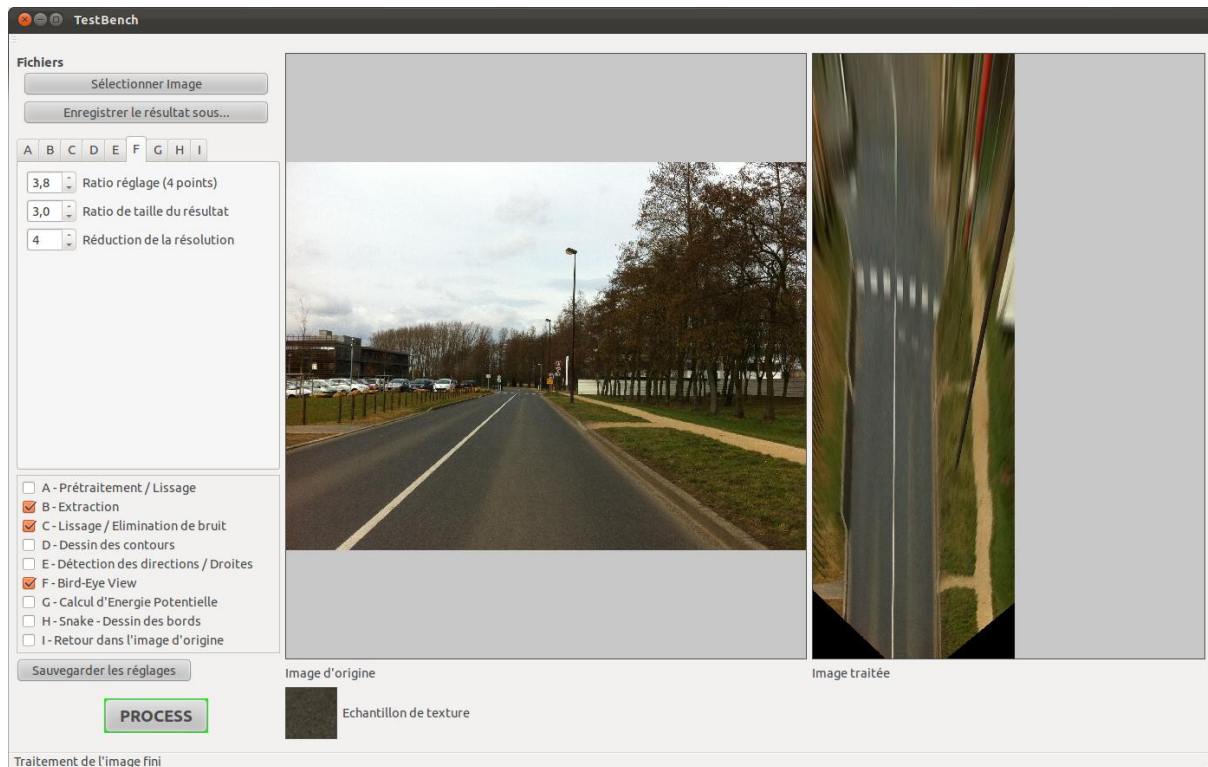 TestBench
Fichiers
Sélectionner Image
Enregistrer le résultat sous...
A B C D E F G H I
3,8 Ratio réglage (4 points)
3,0 Ratio de taille du résultat
4 Réduction de la résolution
A - Prétraitement / Lissage
B - Extraction
C - Lissage / Elimination de bruit
D - Dessin des contours
E - Détection des directions / Droites
F - Bird-Eye View
G - Calcul d'Energie Potentielle
H - Snake - Dessin des bords
I - Retour dans l'image d'origine
Sauvegarder les réglages
PROCESS
Image d'origine
Echantillon de texture
Image traitée
Traitement de l'image fini